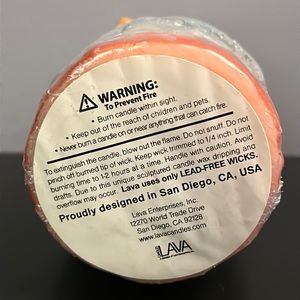 WARNING:
To Prevent Fire
• Burn candle within sight.
• Keep out of the reach of children and pets.
• Never burn a candle on or near anything that can catch fire.
To extinguish the candle, blow out the flame. Do not snuff. Do not
pinch off burned tip of wick. Keep wick trimmed to 1/4 inch. Limit
burning time to 1-2 hours at a time. Handle with caution. Avoid
drafts. Due to this unique sculptured candle wax dripping and
overflow may occur. Lava uses only LEAD-FREE WICKS.
Proudly designed in San Diego, CA, USA
Lava Enterprises, Inc.
12270 World Trade Drive
San Diego, CA 92128
www.lavacandles.com
LAVA